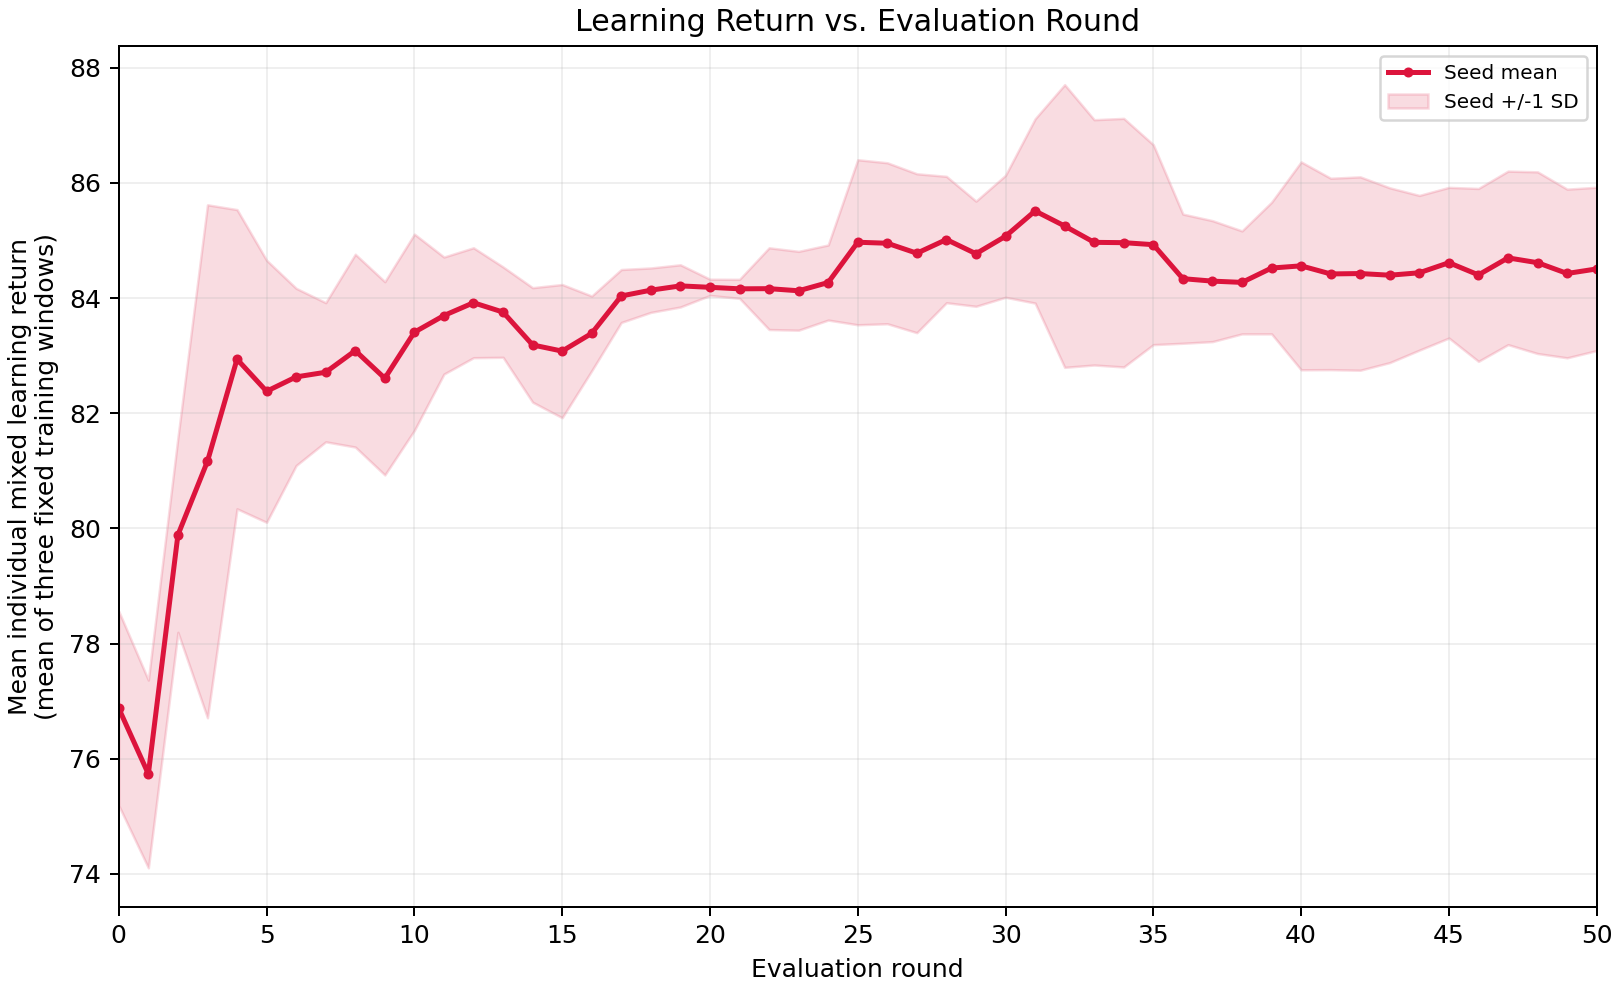 Learning Return vs. Evaluation Round
Mean individual mixed learning return
(mean of three fixed training windows)
88
86
84
82
80
78
76
74
Seed mean
Seed +/-1 SD
0 5 10 15 20 25 30 35 40 45 50
Evaluation round